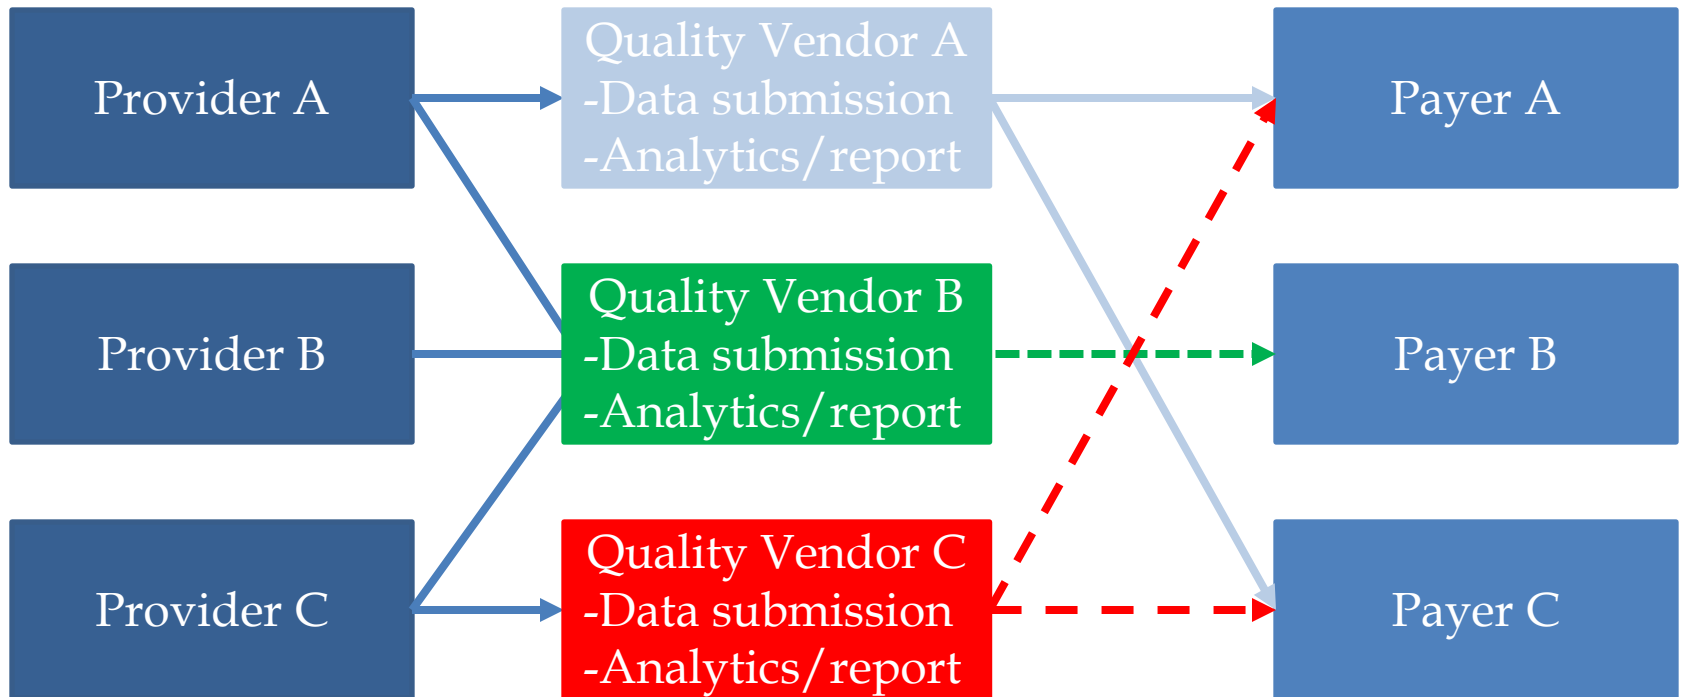 Provider A
Quality Vendor A
-Data submission
-Analytics/report
Payer A
Provider B
Quality Vendor B
-Data submission
-Analytics/report
Payer B
Provider C
Quality Vendor C
-Data submission
-Analytics/report
Payer C